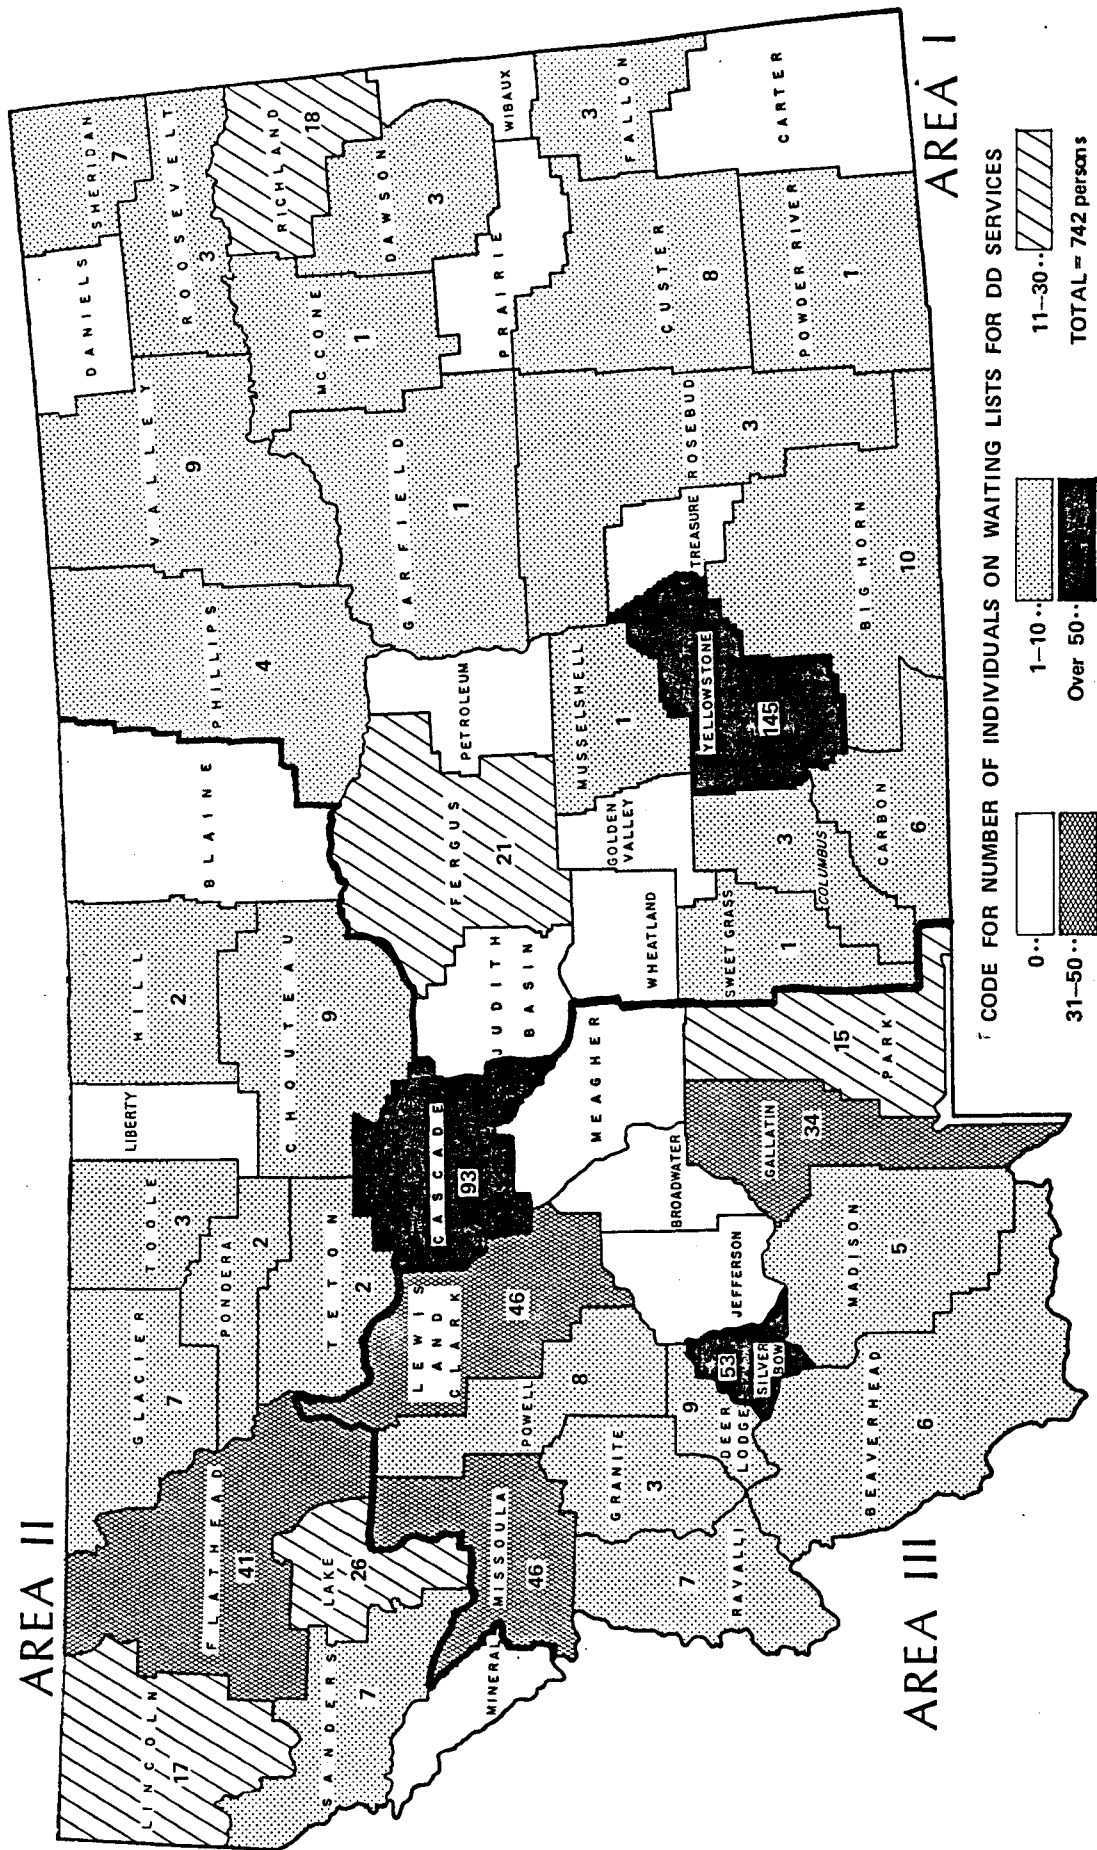 AREA II
LINCOLN
17
FLATHEAD
41
GLACIER
7
TOOLE
3
LIBERTY
HILL
2
BLAINE
PHILLIPS
4
VALLEY
9
DANIELS
SHERIDAN
7
ROOSEVELT
3
RICHLAND
18
SANDERS
7
LAKE
26
PONDERA
2
TETON
2
CHOUTEAU
9
FERGUS
21
PETROLEUM
GARFIELD
1
MCCONE
1
DAWSON
3
WIBAUX
PRAIRIE
MINERAL
MISSOULA
46
POWELL
8
LEWIS
AND
CLARK
46
CASCADE
93
JUDITH
BASIN
MEAGHER
WHEATLAND
GOLDEN
VALLEY
MUSSELSHELL
1
TREASURE
ROSEBUD
3
CUSTER
8
FALLON
3
RAVALLI
7
GRANITE
3
DEER
LODGE
9
SILVER
BOW
53
JEFFERSON
BROADWATER
GALLATIN
34
PARK
15
SWEET GRASS
1
3
COLUMBUS
YELLOWSTONE
145
BIG HORN
10
POWDER RIVER
1
CARTER
BEAVERHEAD
6
MADISON
5
CARBON
6
AREA III
AREA I
CODE FOR NUMBER OF INDIVIDUALS ON WAITING LISTS FOR DD SERVICES
0··
1–10··
11–30··
31–50··
Over 50··
TOTAL = 742 persons